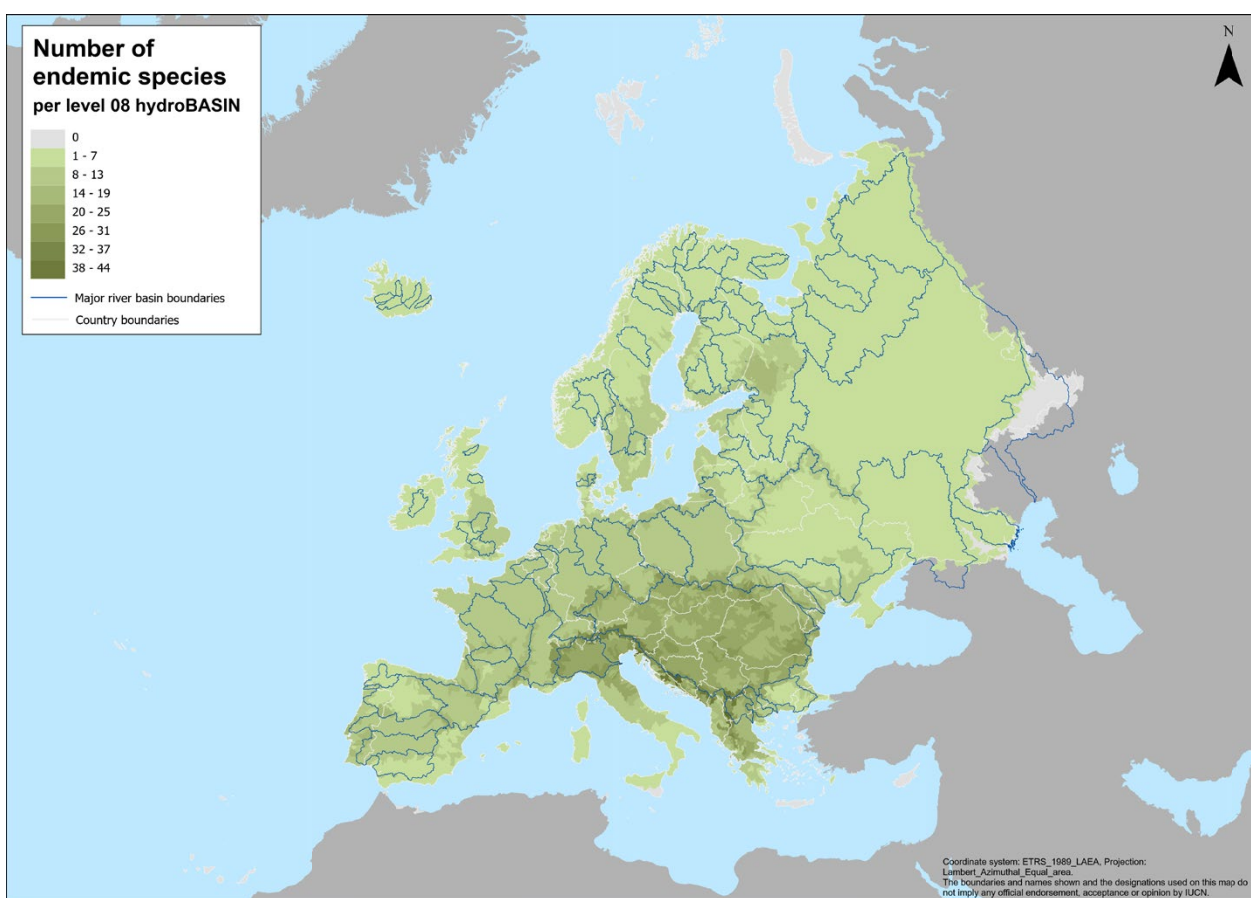 Number of
endemic species
per level 08 hydroBASIN
0
1 - 7
8 - 13
14 - 19
20 - 25
26 - 31
32 - 37
38 - 44
Major river basin boundaries
Country boundaries
N
Coordinate system: ETRS_1989_LAEA, Projection:
Lambert_Azimuthal_Equal_area.
The boundaries and names shown and the designations used on this map do
not imply any official endorsement, acceptance or opinion by IUCN.